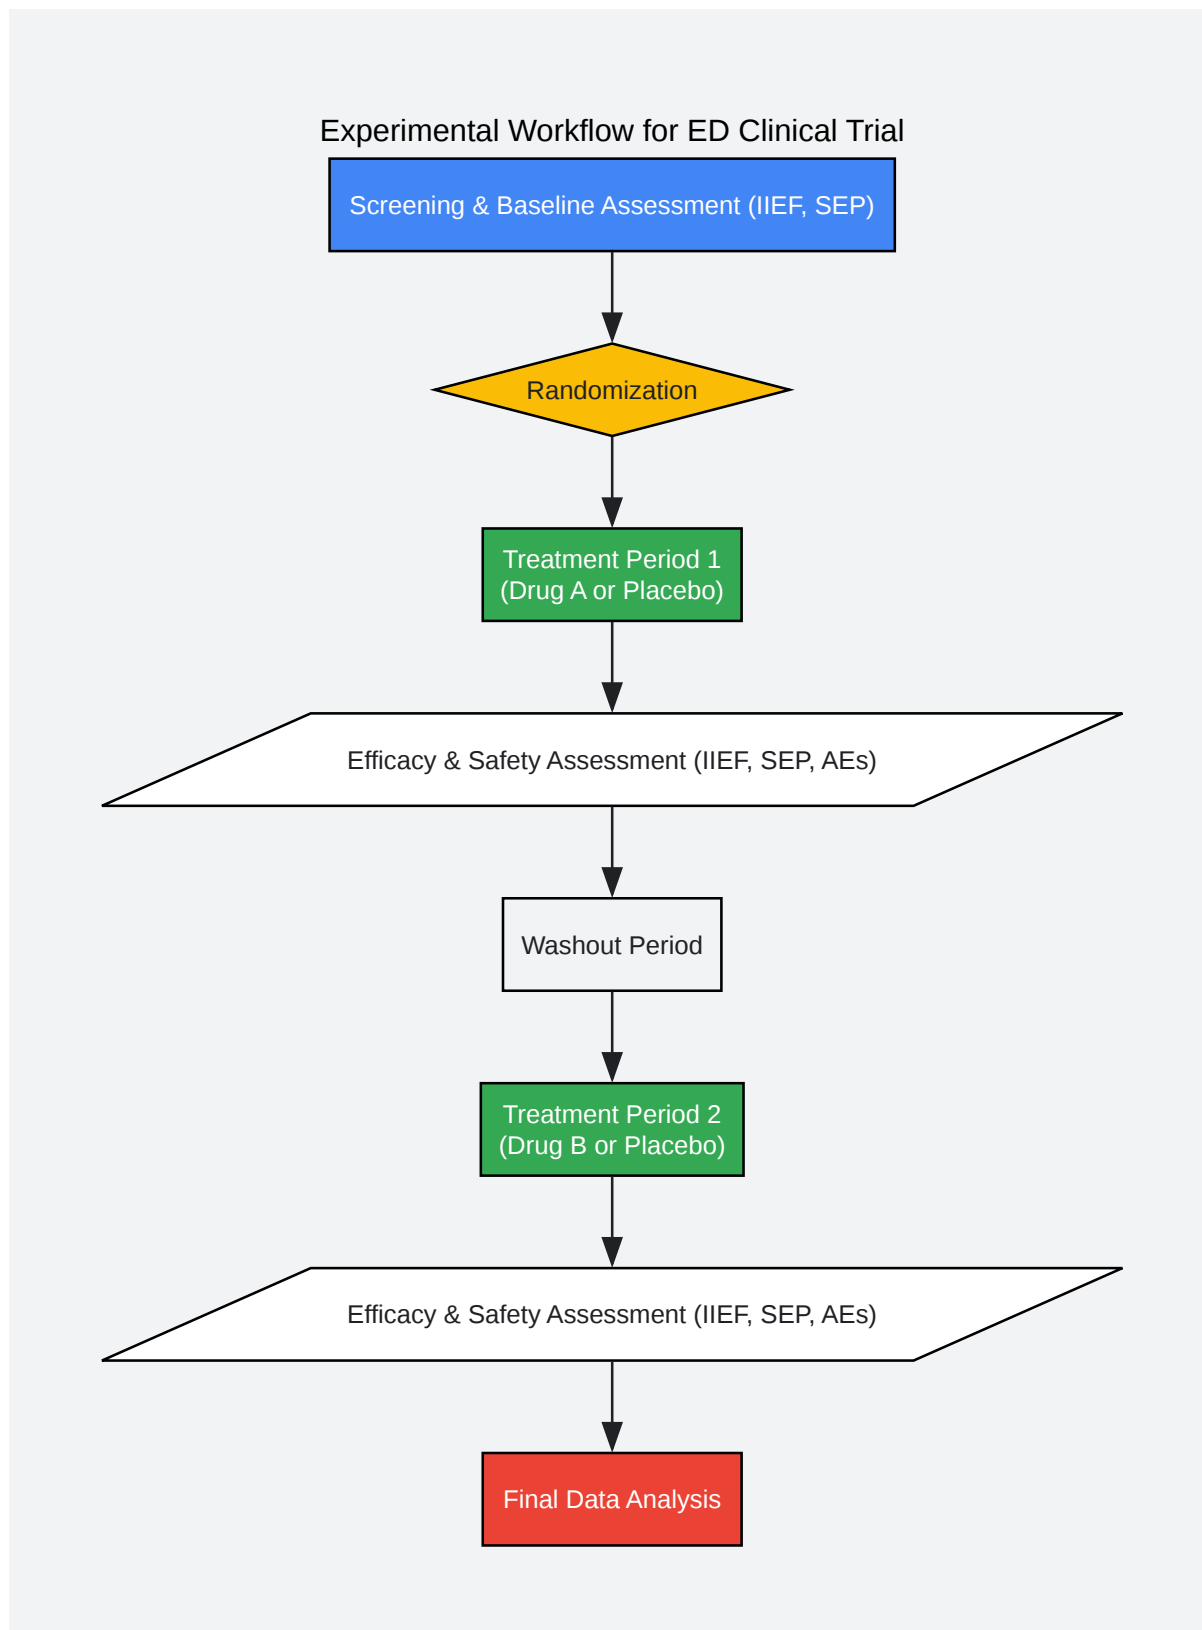 Experimental Workflow for ED Clinical Trial
Screening & Baseline Assessment (IIEF, SEP)
Randomization
Treatment Period 1
(Drug A or Placebo)
Efficacy & Safety Assessment (IIEF, SEP, AEs)
Washout Period
Treatment Period 2
(Drug B or Placebo)
Efficacy & Safety Assessment (IIEF, SEP, AEs)
Final Data Analysis